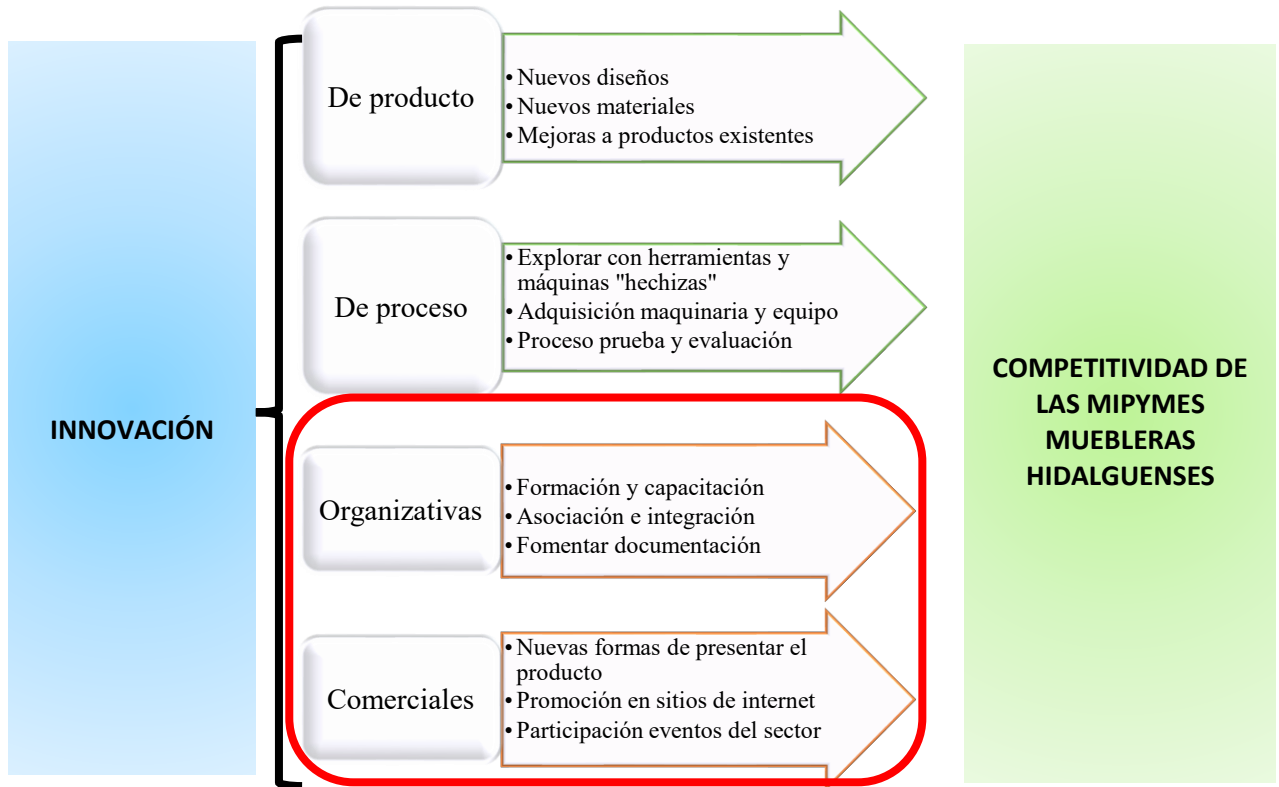 INNOVACIÓN
De producto
• Nuevos diseños
• Nuevos materiales
• Mejoras a productos existentes
De proceso
• Explorar con herramientas y
máquinas "hechizas"
• Adquisición maquinaria y equipo
• Proceso prueba y evaluación
Organizativas
• Formación y capacitación
• Asociación e integración
• Fomentar documentación
Comerciales
• Nuevas formas de presentar el
producto
• Promoción en sitios de internet
• Participación eventos del sector
COMPETITIVIDAD DE
LAS MIPYMES
MUEBLERAS
HIDALGUENSES